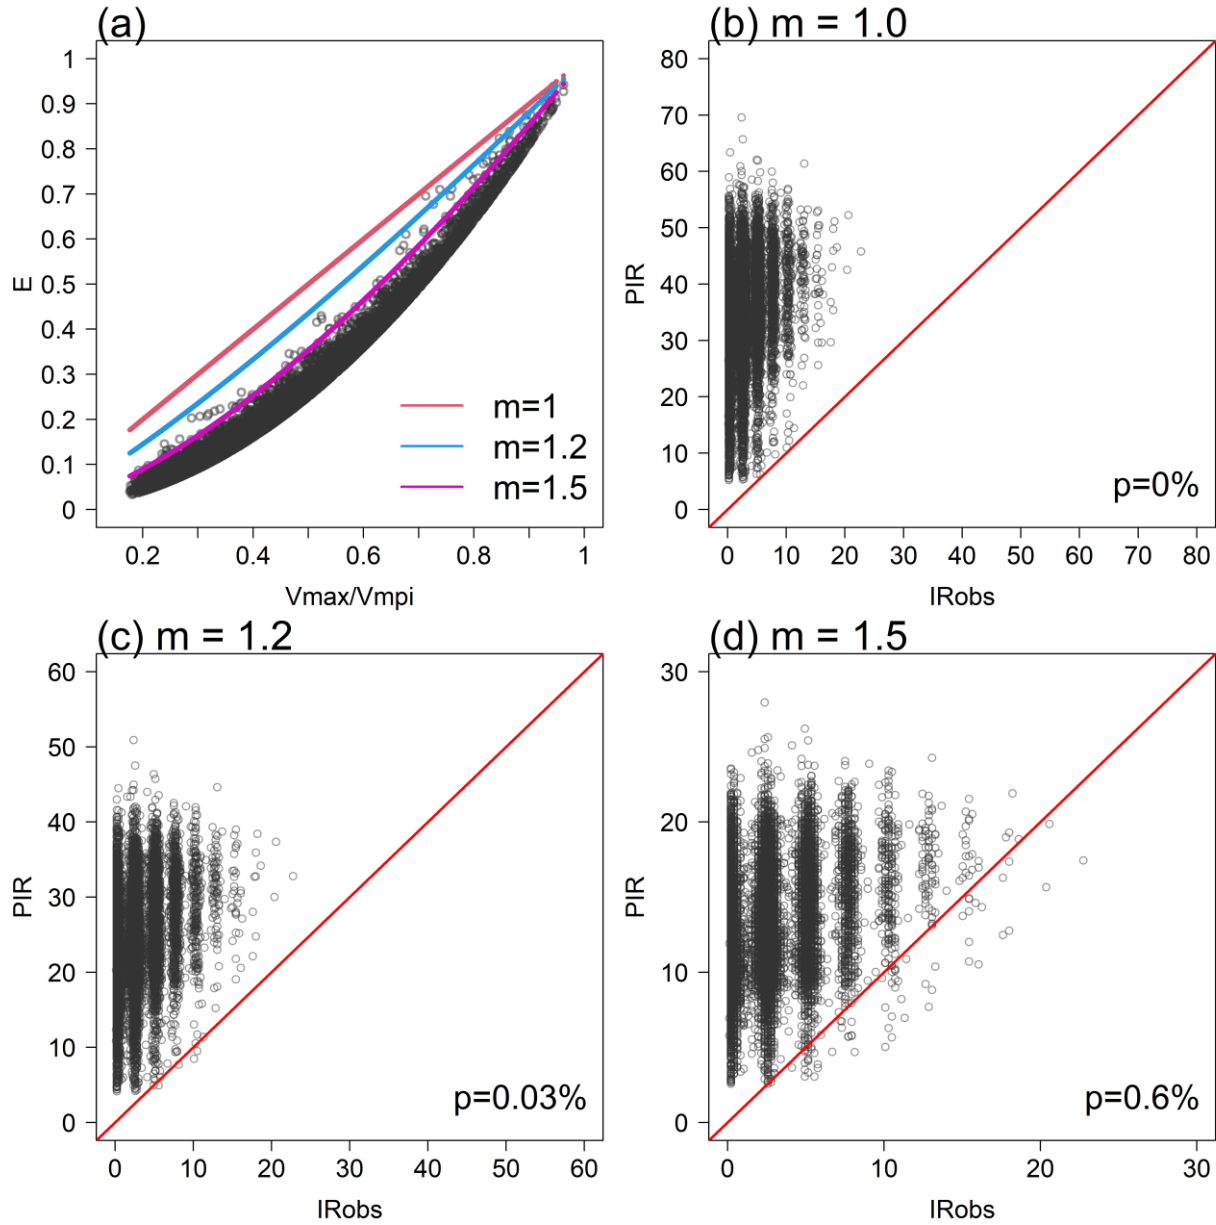 (a)
1
0.9
0.8
0.7
0.6
0.5
0.4
0.3
0.2
0.1
0
E
m=1
m=1.2
m=1.5
0.2 0.4 0.6 0.8 1
Vmax/Vmpi
(b) m = 1.0
80
70
60
50
40
30
20
10
0
PIR
p=0%
0 10 20 30 40 50 60 70 80
IRobs
(c) m = 1.2
60
50
40
30
20
10
0
PIR
p=0.03%
0 10 20 30 40 50 60
IRobs
(d) m = 1.5
30
20
10
0
PIR
p=0.6%
0 10 20 30
IRobs